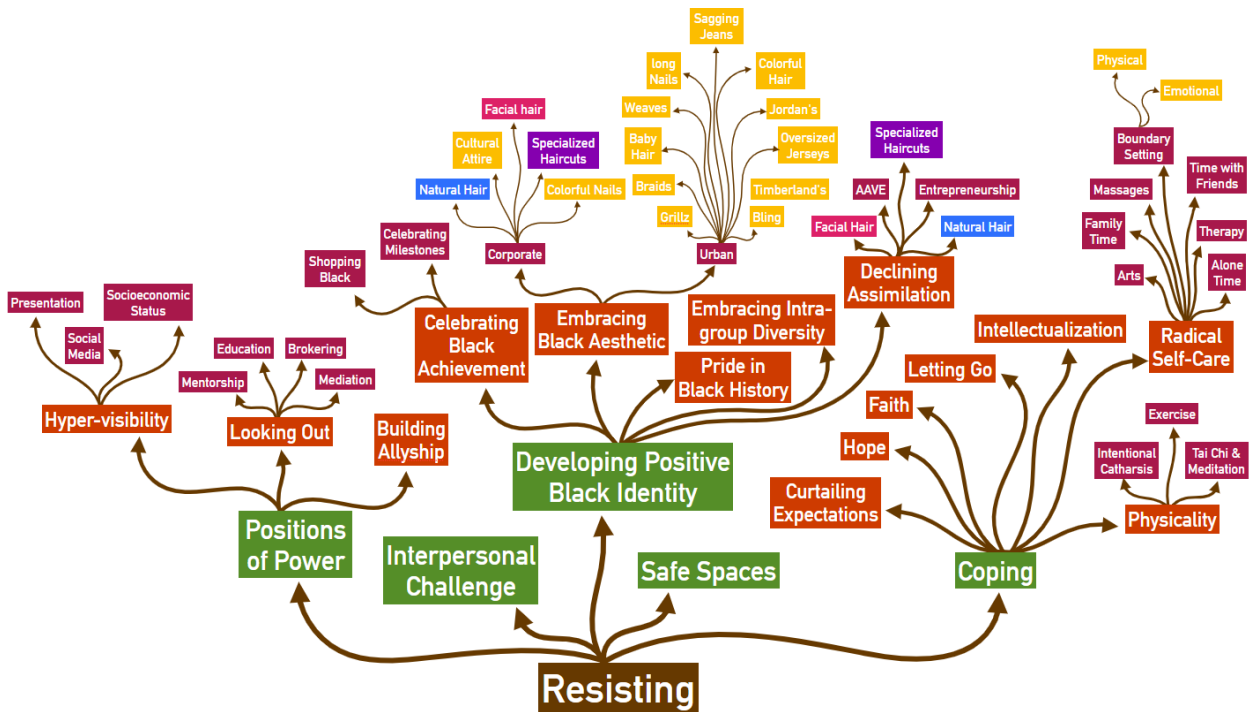 Sagging
Jeans
long
Nails
Colorful
Hair
Physical
Emotional
Weaves
Jordan's
Facial hair
Cultural
Attire
Specialized
Haircuts
Baby
Hair
Oversized
Jerseys
Specialized
Haircuts
Boundary
Setting
Natural Hair
Colorful Nails
Braids
Timberland's
AAVE
Entrepreneurship
Massages
Time with
Friends
Grillz
Bling
Facial Hair
Natural Hair
Family
Time
Therapy
Celebrating
Milestones
Corporate
Urban
Shopping
Black
Declining
Assimilation
Arts
Alone
Time
Presentation
Socioeconomic
Status
Social
Media
Education
Brokering
Mentorship
Mediation
Celebrating
Black
Achievement
Embracing
Black Aesthetic
Embracing Intra-
group Diversity
Pride in
Black History
Intellectualization
Radical
Self-Care
Letting Go
Faith
Hope
Curtailing
Expectations
Exercise
Intentional
Catharsis
Tai Chi &
Meditation
Physicality
Hyper-visibility
Looking Out
Building
Allyship
Developing Positive
Black Identity
Positions
of Power
Interpersonal
Challenge
Safe Spaces
Coping
Resisting